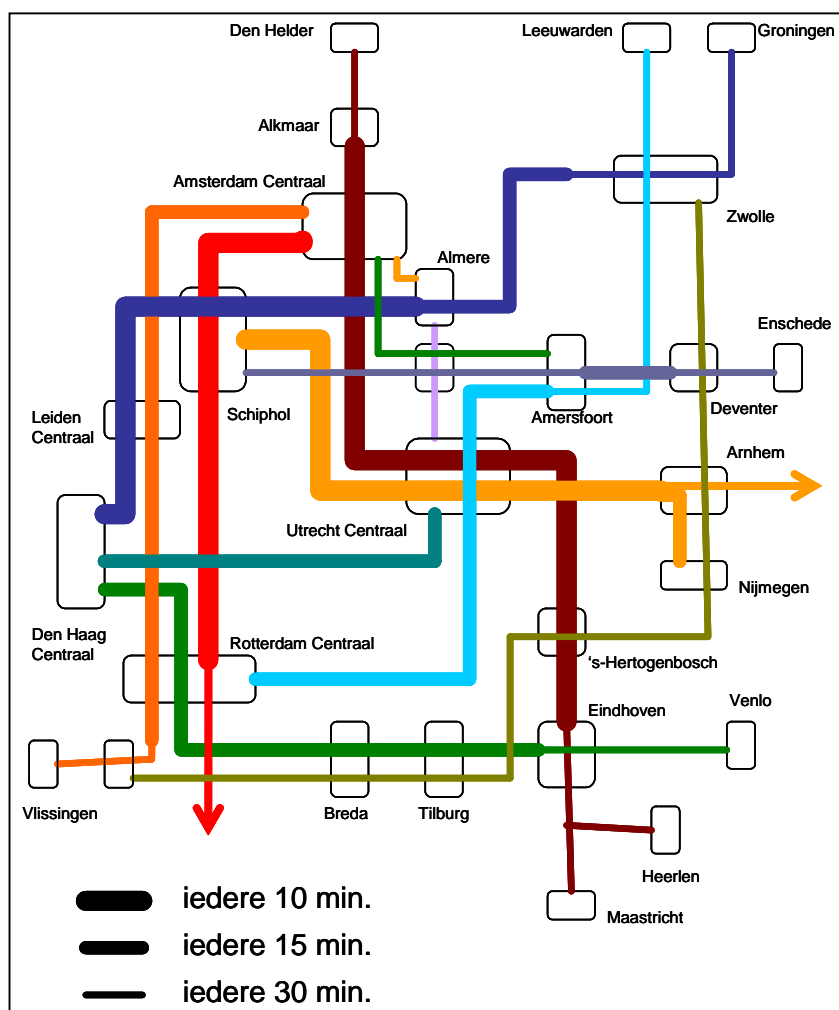 Den Helder
Leeuwarden
Groningen
Alkmaar
Amsterdam Centraal
Zwolle
Almere
Enschede
Leiden
Centraal
Schiphol
Amersfoort
Deventer
Arnhem
Utrecht Centraal
Nijmegen
Den Haag
Centraal
Rotterdam Centraal
‘s-Hertogenbosch
Venlo
Eindhoven
Vlissingen
Breda
Tilburg
Heerlen
Maastricht
iedere 10 min.
iedere 15 min.
iedere 30 min.